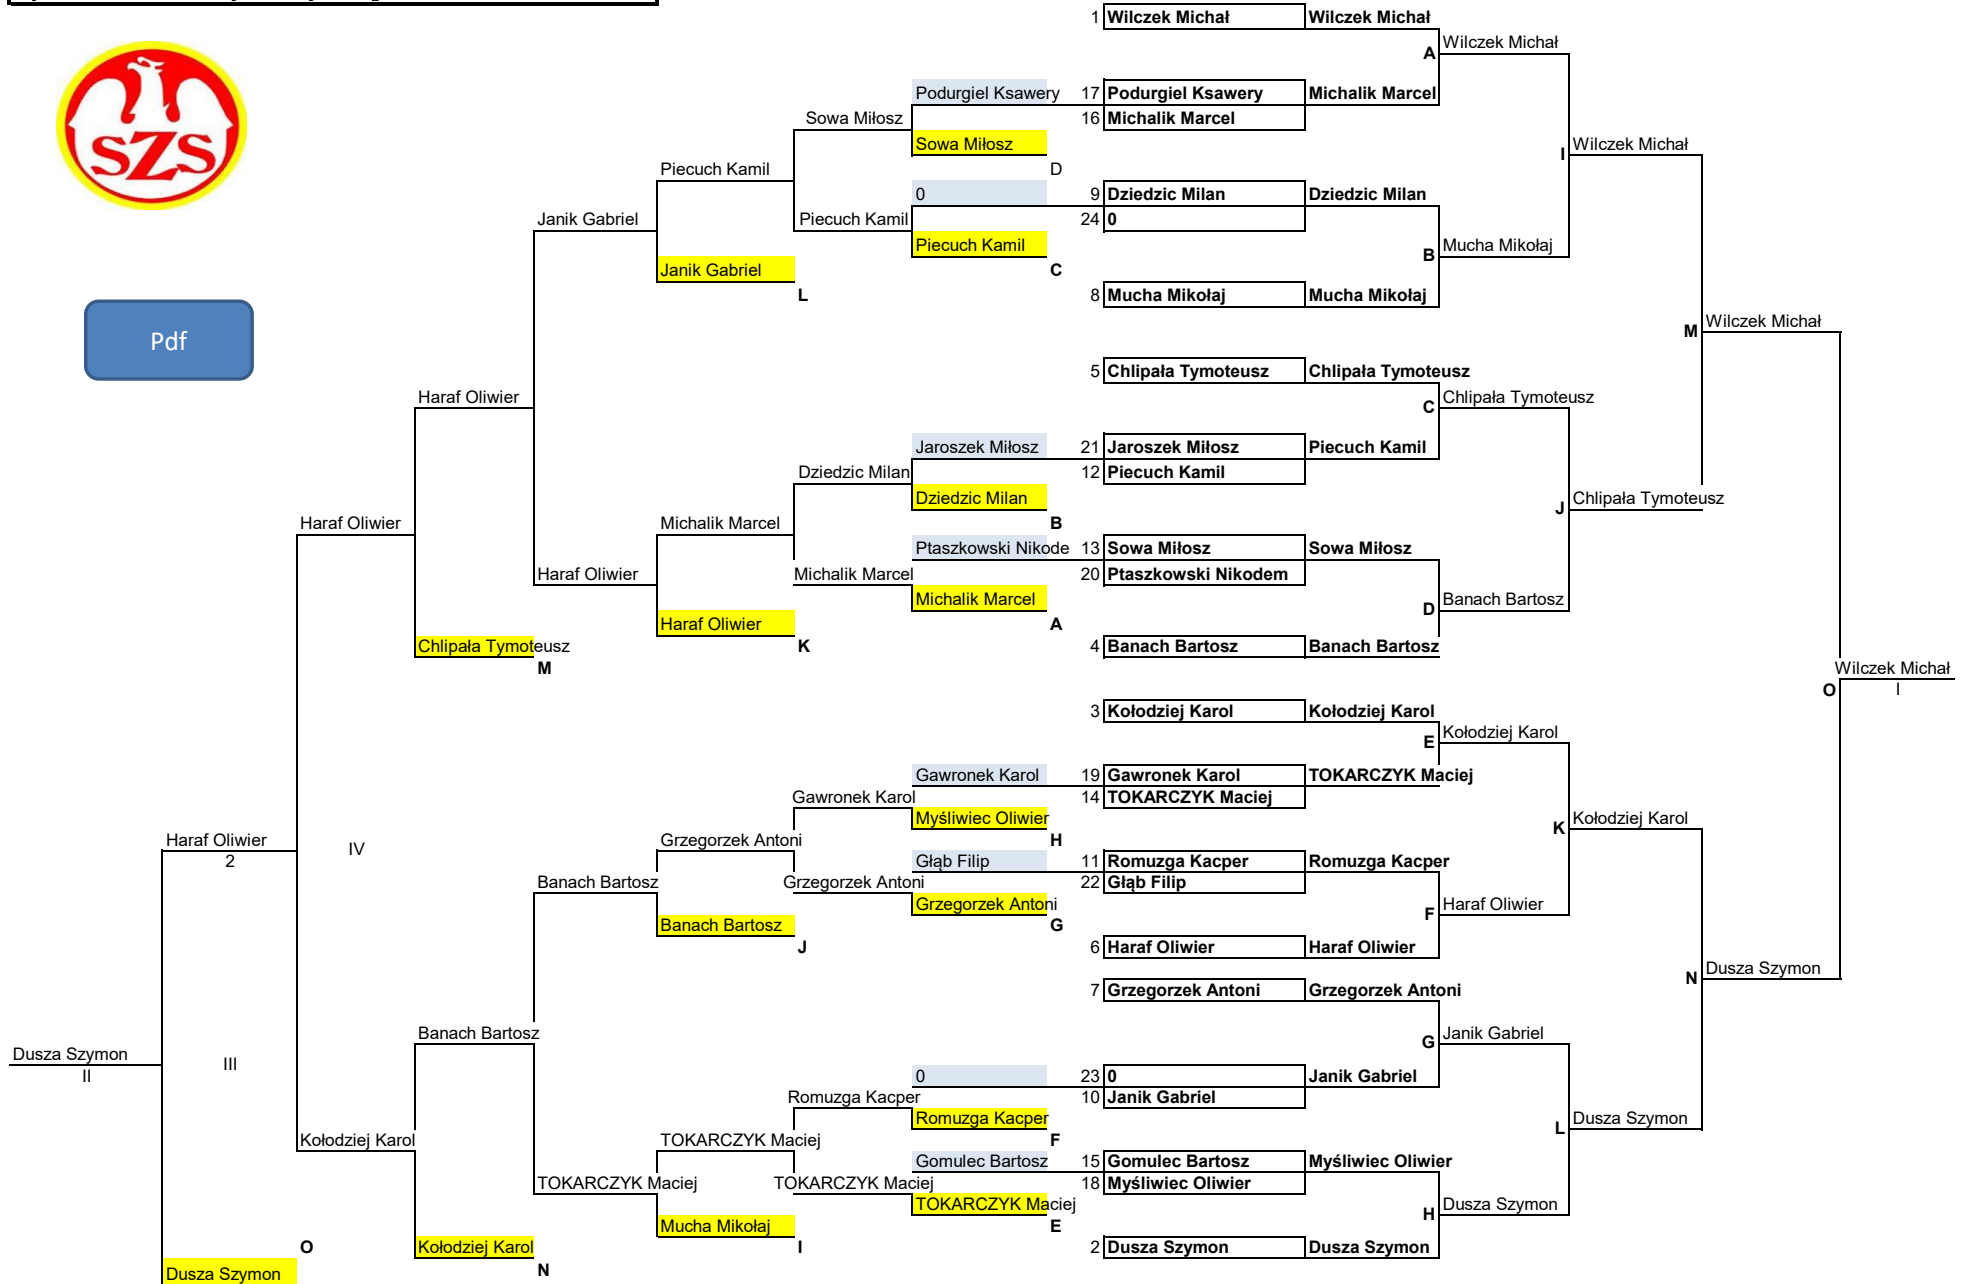 1 Wilczek Michał Wilczek Michał
Wilczek Michał
A
SZS
Podurgiel Ksawery 17 Podurgiel Ksawery Michalik Marcel
Sowa Miłosz 16 Michalik Marcel
Sowa Miłosz Wilczek Michał
I
Piecuch Kamil D
0 9 Dziedzic Milan Dziedzic Milan
Janik Gabriel Piecuch Kamil 24 0
Piecuch Kamil Mucha Mikołaj
B
Janik Gabriel C
L 8 Mucha Mikołaj Mucha Mikołaj
Wilczek Michał
M
Pdf
5 Chlipała Tymoteusz Chlipała Tymoteusz
Haraf Oliwier Chlipała Tymoteusz
C
Jaroszek Miłosz 21 Jaroszek Miłosz Piecuch Kamil
Dziedzic Milan 12 Piecuch Kamil
Dziedzic Milan Chlipała Tymoteusz
J
Haraf Oliwier Michalik Marcel B
Ptaszkowski Nikode 13 Sowa Miłosz Sowa Miłosz
Haraf Oliwier Michalik Marcel 20 Ptaszkowski Nikodem
Michalik Marcel Banach Bartosz
D
Haraf Oliwier A
Chlipała Tymoteusz K 4 Banach Bartosz Banach Bartosz
M
Wilczek Michał
O I
3 Kołodziej Karol Kołodziej Karol
Kołodziej Karol
E
Gawronek Karol 19 Gawronek Karol TOKARCZYK Maciej
Gawronek Karol 14 TOKARCZYK Maciej
Myśliwiec Oliwier Kołodziej Karol
K
Haraf Oliwier Grzegorzek Antoni H
2 IV
Głąb Filip 11 Romuzga Kacper Romuzga Kacper
Banach Bartosz Grzegorzek Antoni 22 Głąb Filip
Grzegorzek Antoni Haraf Oliwier
F
Banach Bartosz G
J 6 Haraf Oliwier Haraf Oliwier
Dusza Szymon
N
7 Grzegorzek Antoni Grzegorzek Antoni
Banach Bartosz Janik Gabriel
G
Dusza Szymon III
II
0 23 0 Janik Gabriel
Romuzga Kacper 10 Janik Gabriel
Romuzga Kacper Dusza Szymon
L
Kołodziej Karol TOKARCZYK Maciej F
Gomulec Bartosz 15 Gomulec Bartosz Myśliwiec Oliwier
TOKARCZYK Maciej TOKARCZYK Maciej 18 Myśliwiec Oliwier
TOKARCZYK Maciej Dusza Szymon
H
Mucha Mikołaj E
O Kołodziej Karol I 2 Dusza Szymon Dusza Szymon
Dusza Szymon N